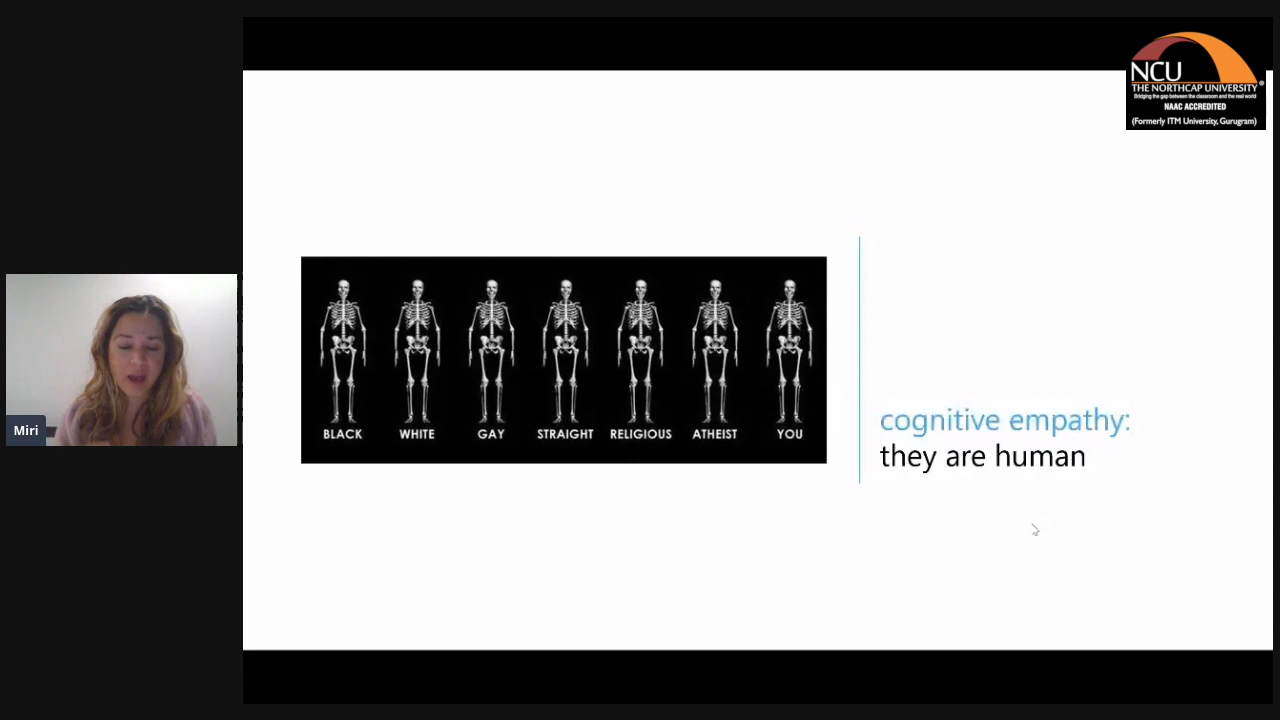 NCU
THE NORTHCAP UNIVERSITY
Bridging the gap between the classroom and the real world
NAAC ACCREDITED
(Formerly ITM University, Gurugram)
BLACK WHITE GAY STRAIGHT RELIGIOUS ATHEIST YOU
cognitive empathy:
they are human
Miri